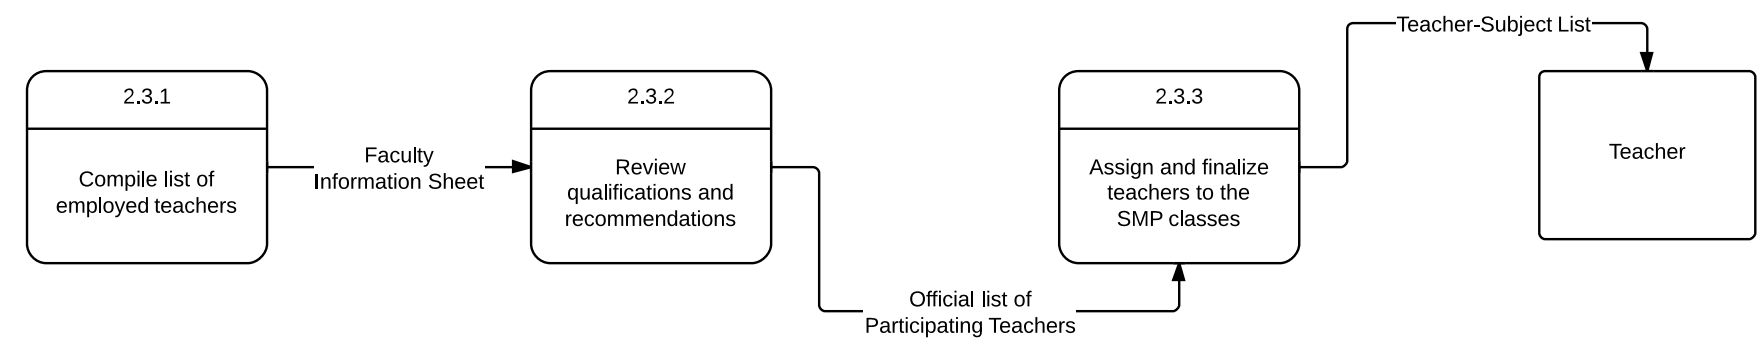 Teacher-Subject List
2.3.1
2.3.2
2.3.3
Compile list of
employed teachers
Faculty
Information Sheet
Review
qualifications and
recommendations
Assign and finalize
teachers to the
SMP classes
Teacher
Official list of
Participating Teachers